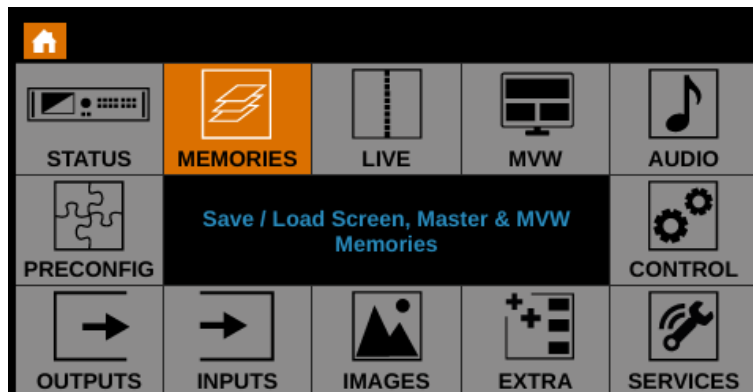 STATUS
MEMORIES
LIVE
MVW
AUDIO
PRECONFIG
Save / Load Screen, Master & MVW
Memories
CONTROL
OUTPUTS
INPUTS
IMAGES
EXTRA
SERVICES